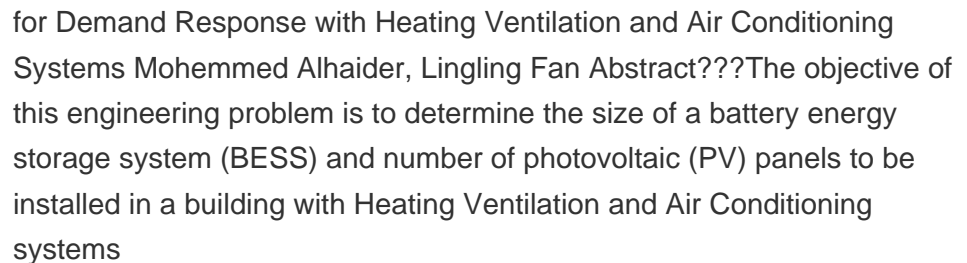 for Demand Response with Heating Ventilation and Air Conditioning
Systems Mohemmed Alhaider, Lingling Fan Abstract???The objective of
this engineering problem is to determine the size of a battery energy
storage system (BESS) and number of photovoltaic (PV) panels to be
installed in a building with Heating Ventilation and Air Conditioning
systems